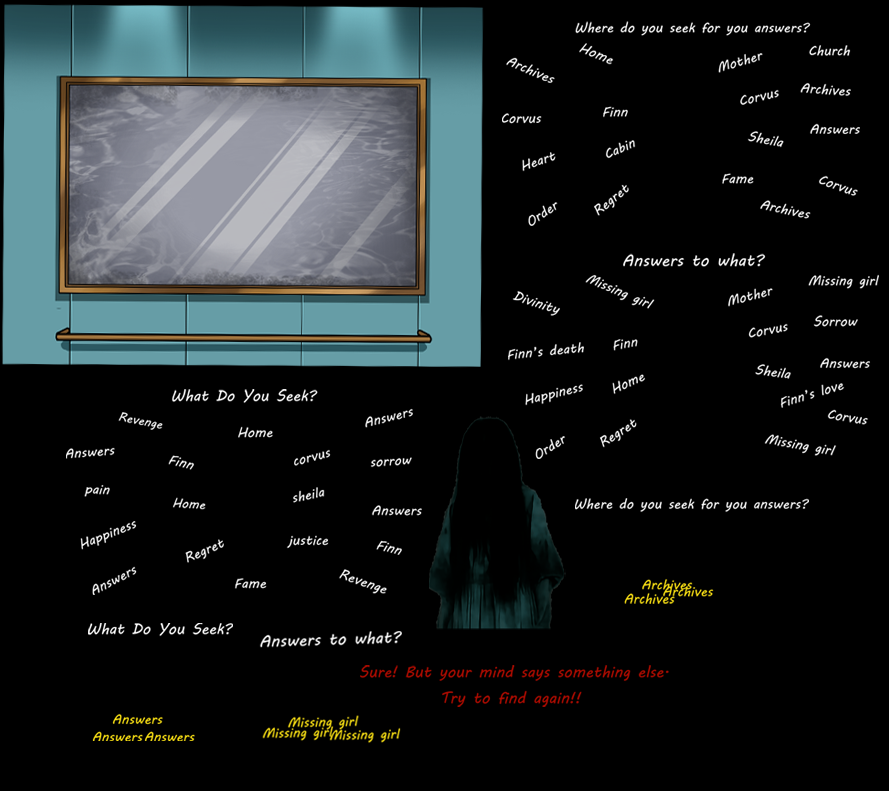 Where do you seek for you answers?
Archives
Home
Mother
Church
Corvus
Finn
Corvus
Archives
Heart
Cabin
Sheila
Answers
Order
Regret
Fame
Corvus
Archives
Answers to what?
Divinity
Missing girl
Mother
Missing girl
Finn's death
Finn
Corvus
Sorrow
Happiness
Home
Sheila
Answers
Finn's love
Order
Regret
Corvus
Missing girl
What Do You Seek?
Revenge
Home
Answers
Answers
Finn
corvus
sorrow
pain
Home
sheila
Answers
Happiness
Regret
justice
Finn
Answers
Fame
Revenge
Where do you seek for you answers?
Archives
Archives
Archives
What Do You Seek?
Answers to what?
Sure! But your mind says something else.
Try to find again!!
Answers
Answers Answers
Missing girl
Missing girl Missing girl